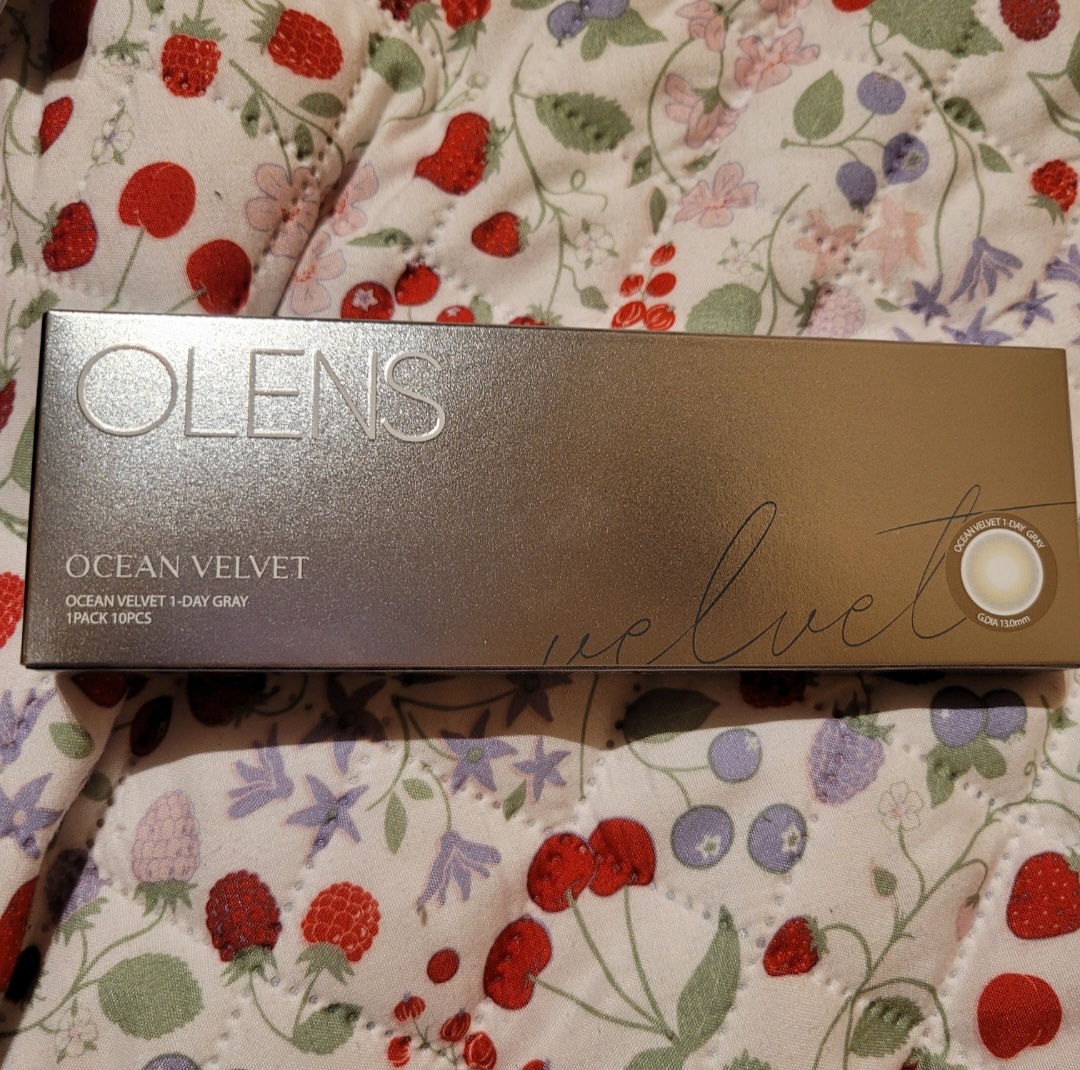 OLENS
OCEAN VELVET
OCEAN VELVET 1-DAY GRAY
1PACK 10PCS
velvet
OCEAN VELVET 1-DAY GRAY
G.DIA 13.0mm